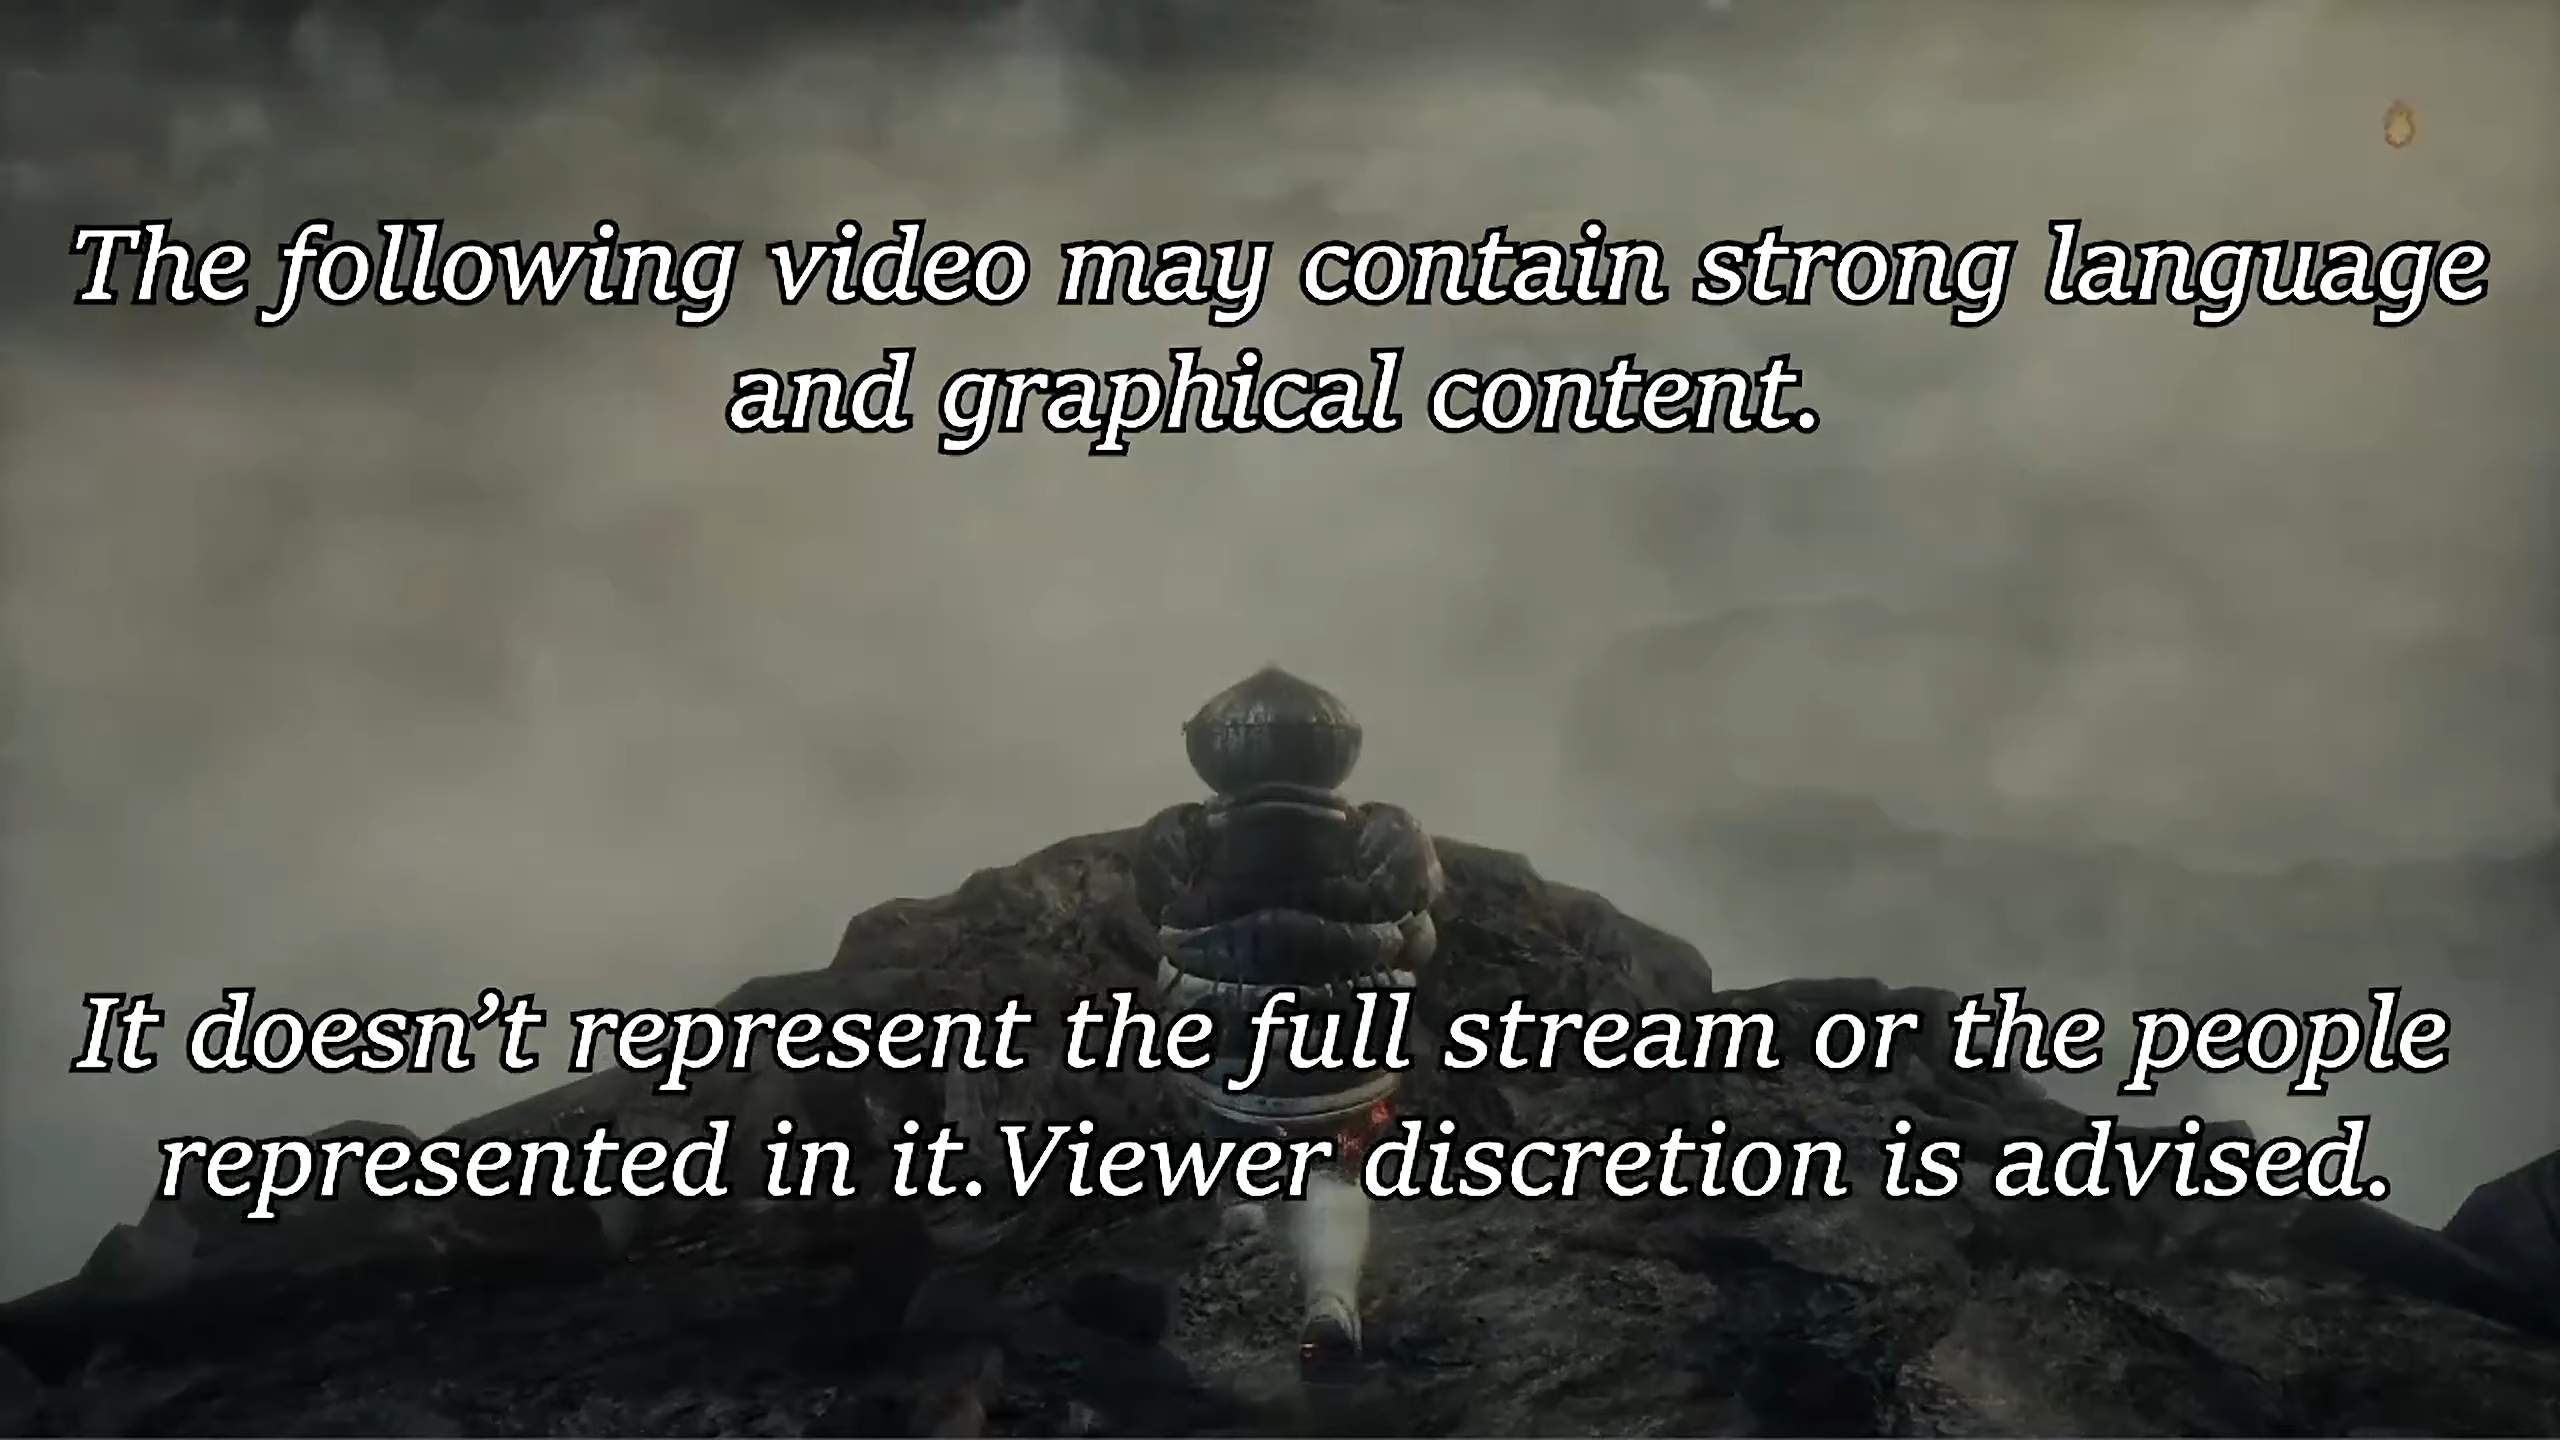 The following video may contain strong language
and graphical content.
It doesn’t represent the full stream or the people
represented in it.Viewer discretion is advised.